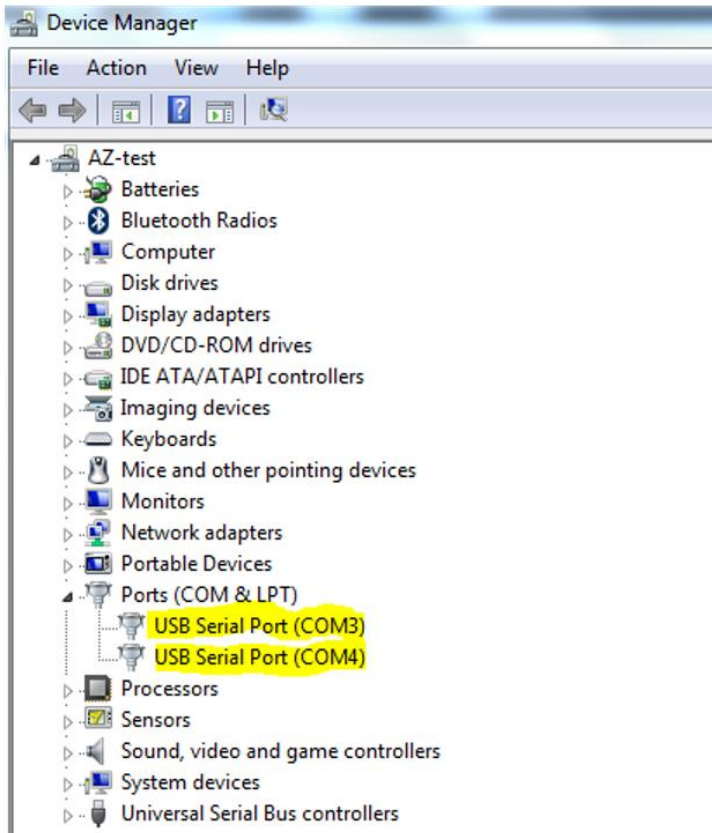 Device Manager
File Action View Help
AZ-test
Batteries
Bluetooth Radios
Computer
Disk drives
Display adapters
DVD/CD-ROM drives
IDE ATA/ATAPI controllers
Imaging devices
Keyboards
Mice and other pointing devices
Monitors
Network adapters
Portable Devices
Ports (COM & LPT)
USB Serial Port (COM3)
USB Serial Port (COM4)
Processors
Sensors
Sound, video and game controllers
System devices
Universal Serial Bus controllers